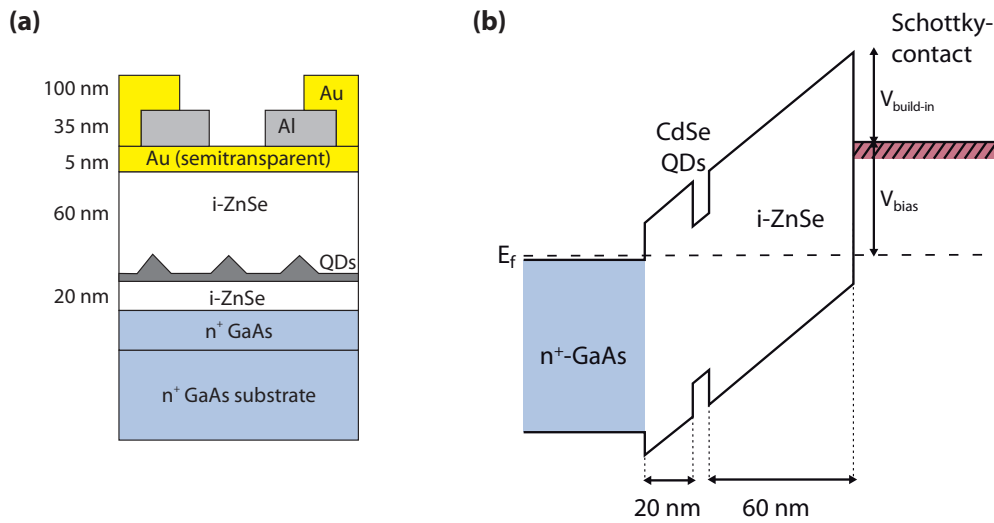 (a)
100 nm
35 nm
5 nm
60 nm
20 nm
Au
Al
Au (semitransparent)
i-ZnSe
QDs
i-ZnSe
n⁺ GaAs
n⁺ GaAs substrate
(b)
Schottky-
contact
V_build-in
CdSe
QDs
i-ZnSe
V_bias
E_f
n⁺-GaAs
20 nm
60 nm